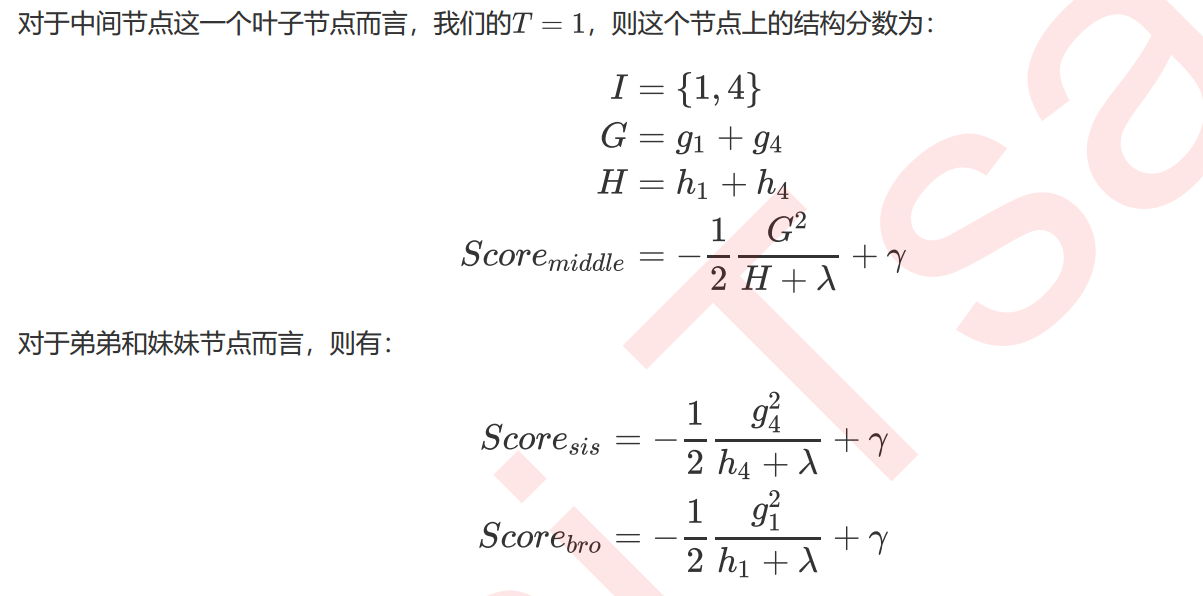 对于中间节点这一个叶子节点而言，我们的$T = 1$，则这个节点上的结构分数为：
$I = \{1, 4\}$
$G = g_1 + g_4$
$H = h_1 + h_4$
$Score_{middle} = -\frac{1}{2}\frac{G^2}{H + \lambda} + \gamma$
对于弟弟和妹妹节点而言，则有：
$Score_{sis} = -\frac{1}{2}\frac{g_4^2}{h_4 + \lambda} + \gamma$
$Score_{bro} = -\frac{1}{2}\frac{g_1^2}{h_1 + \lambda} + \gamma$